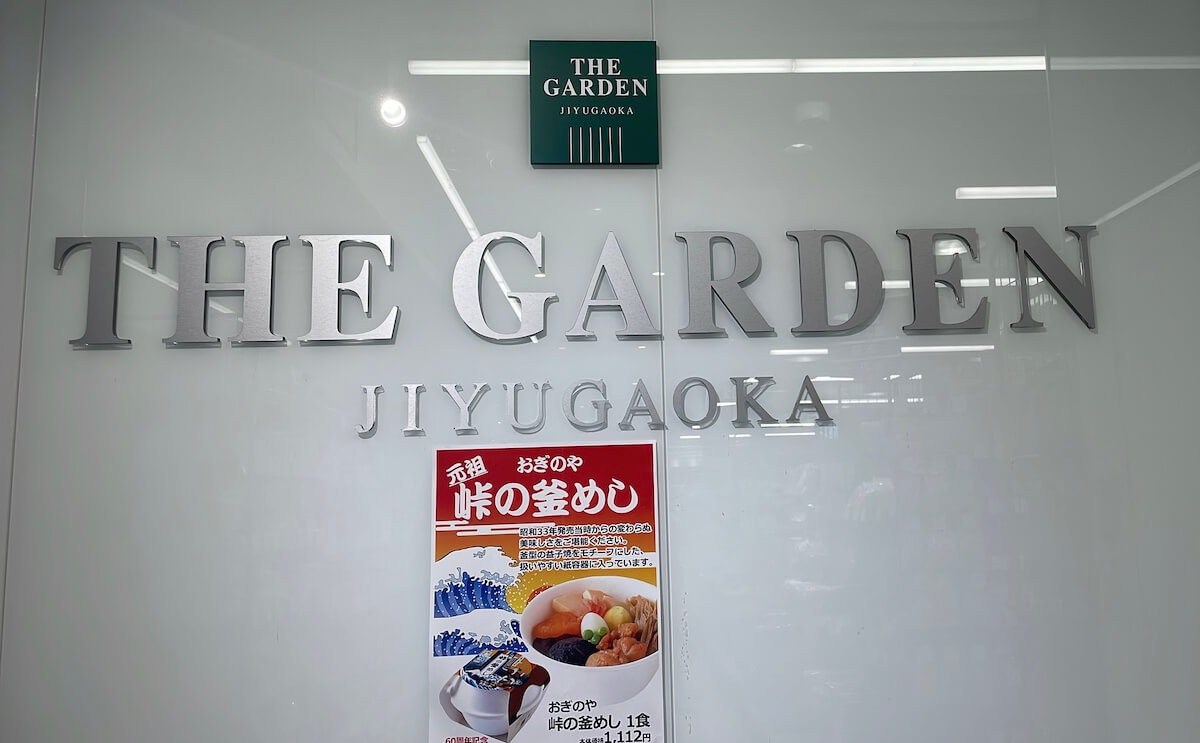 THE
GARDEN
JIYUGAOKA
THE GARDEN
JIYUGAOKA
元祖 おぎのや
峠の釜めし
昭和33年発売当時からの変わらぬ
美味しさをご堪能ください。
釜型の益子焼をモチーフにした、
扱いやすい紙容器に入っています。
おぎのや
峠の釜めし 1食
本体価格1,112円
60周年記念